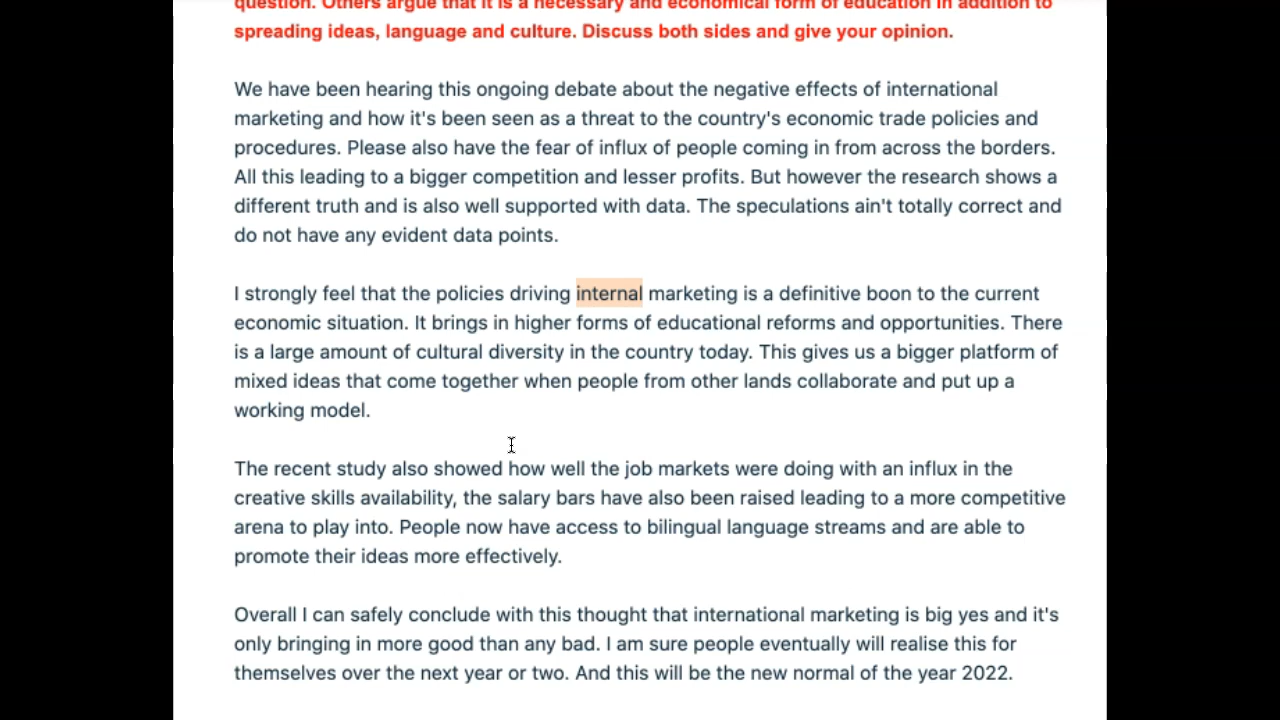 question. Others argue that it is a necessary and economical form of education in addition to
spreading ideas, language and culture. Discuss both sides and give your opinion.
We have been hearing this ongoing debate about the negative effects of international
marketing and how it's been seen as a threat to the country's economic trade policies and
procedures. Please also have the fear of influx of people coming in from across the borders.
All this leading to a bigger competition and lesser profits. But however the research shows a
different truth and is also well supported with data. The speculations ain't totally correct and
do not have any evident data points.
I strongly feel that the policies driving internal marketing is a definitive boon to the current
economic situation. It brings in higher forms of educational reforms and opportunities. There
is a large amount of cultural diversity in the country today. This gives us a bigger platform of
mixed ideas that come together when people from other lands collaborate and put up a
working model.
The recent study also showed how well the job markets were doing with an influx in the
creative skills availability, the salary bars have also been raised leading to a more competitive
arena to play into. People now have access to bilingual language streams and are able to
promote their ideas more effectively.
Overall I can safely conclude with this thought that international marketing is big yes and it's
only bringing in more good than any bad. I am sure people eventually will realise this for
themselves over the next year or two. And this will be the new normal of the year 2022.